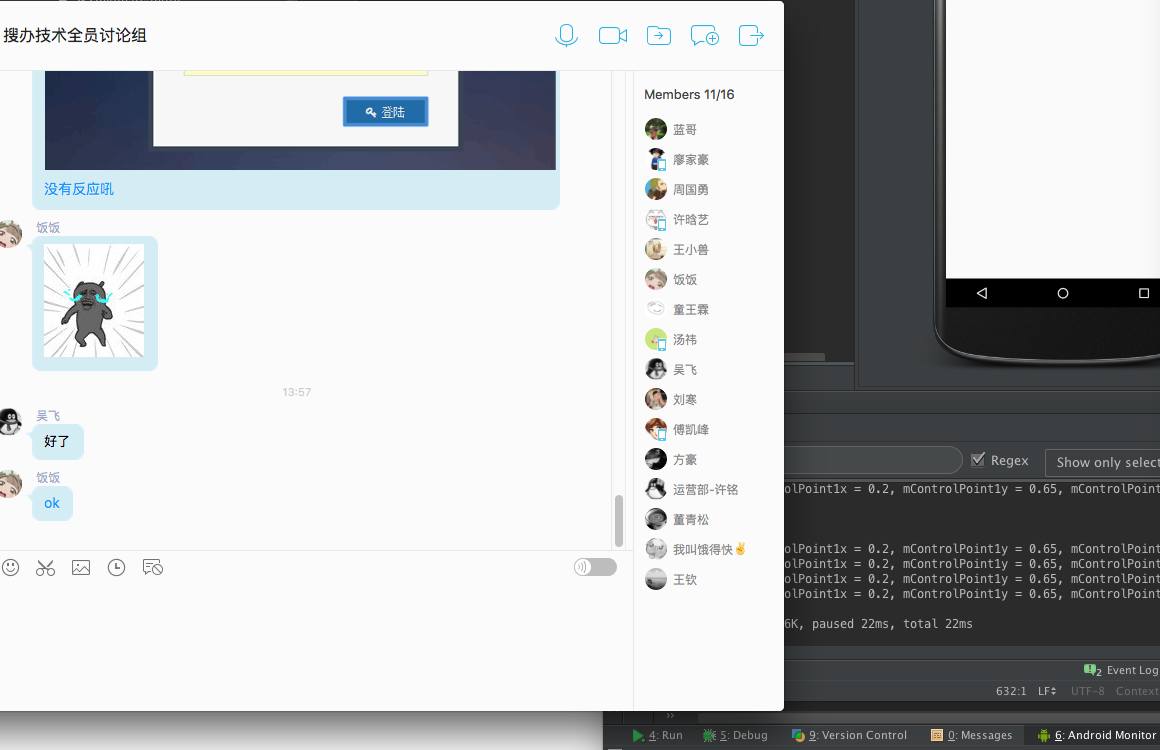 搜办技术全员讨论组
登陆
没有反应吼
饭饭
13:57
吴飞
好了
饭饭
ok
Members 11/16
蓝哥
廖家豪
周国勇
许晗艺
王小兽
饭饭
童王霖
汤祎
吴飞
刘寒
傅凯峰
方豪
运营部-许铭
董青松
我叫饿得快✌
王钦
Regex
Show only select
olPoint1x = 0.2, mControlPoint1y = 0.65, mControlPoint
olPoint1x = 0.2, mControlPoint1y = 0.65, mControlPoint
olPoint1x = 0.2, mControlPoint1y = 0.65, mControlPoint
olPoint1x = 0.2, mControlPoint1y = 0.65, mControlPoint
olPoint1x = 0.2, mControlPoint1y = 0.65, mControlPoint
6K, paused 22ms, total 22ms
2 Event Log
632:1 LF UTF-8 Context
4: Run 5: Debug 9: Version Control 0: Messages 6: Android Monitor